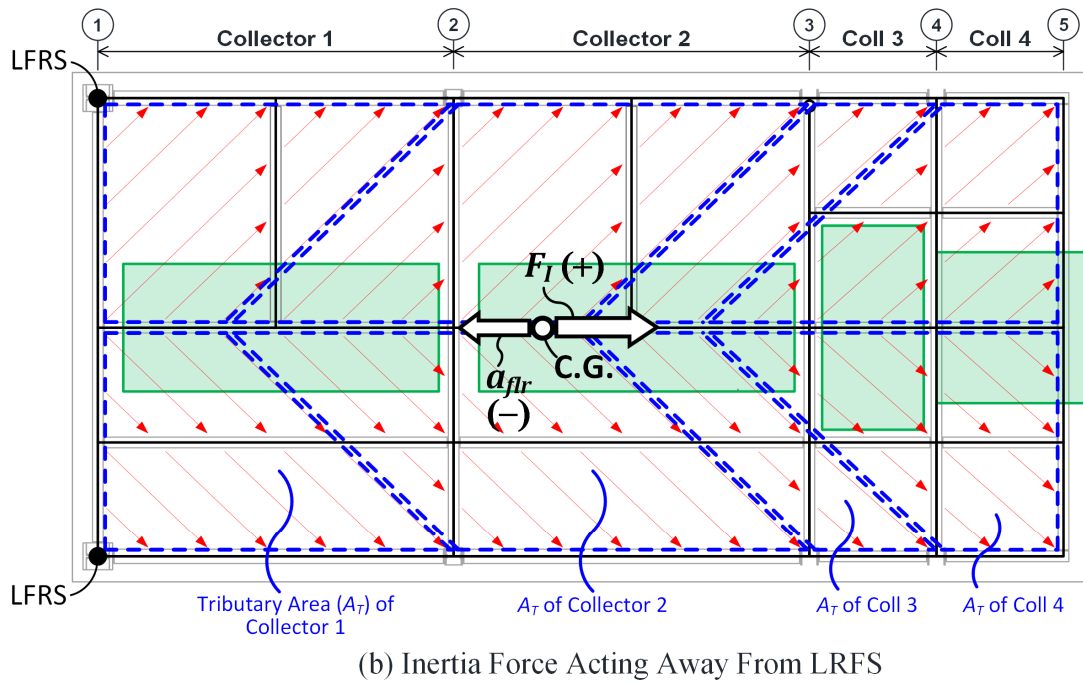 1 2 3 4 5
Collector 1 Collector 2 Coll 3 Coll 4
LFRS
F_I (+)
C.G.
a_flr
(−)
LFRS
Tributary Area (A_T) of
Collector 1
A_T of Collector 2
A_T of Coll 3
A_T of Coll 4
(b) Inertia Force Acting Away From LRFS